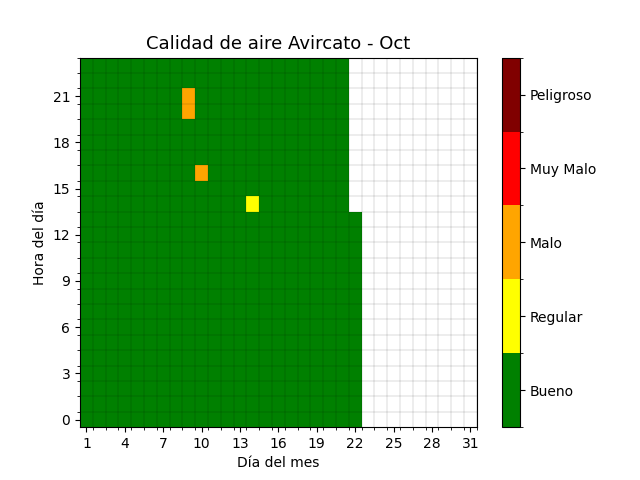 Calidad de aire Avircato - Oct
Hora del día
21
18
15
12
9
6
3
0
1 4 7 10 13 16 19 22 25 28 31
Día del mes
Peligroso
Muy Malo
Malo
Regular
Bueno